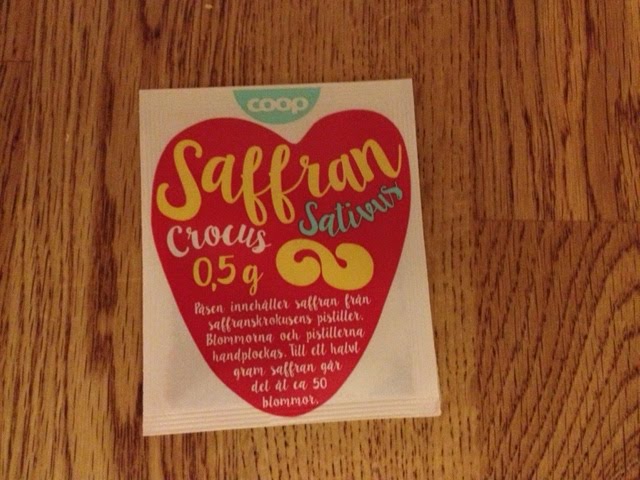 coop
Saffran
Sativus
Crocus
0,5 g
Påsen innehåller saffran från
saffranskrokusens pistiller.
Blommorna och pistillerna
handplockas. Till ett halvt
gram saffran går
det åt ca 50
blommor.